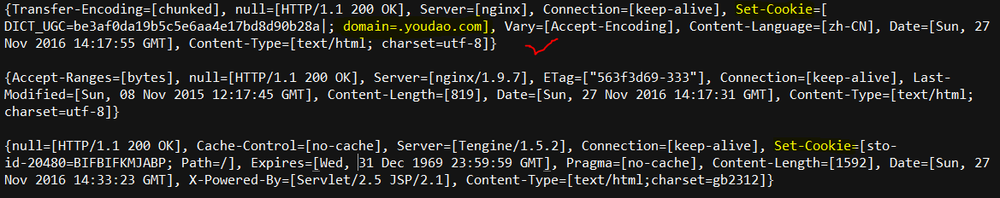 {Transfer-Encoding=[chunked], null=[HTTP/1.1 200 OK], Server=[nginx], Connection=[keep-alive], Set-Cookie=[
DICT_UGC=be3af0da19b5c5e6aa4e17bd8d90b28a|; domain=.youdao.com], Vary=[Accept-Encoding], Content-Language=[zh-CN], Date=[Sun, 27
Nov 2016 14:17:55 GMT], Content-Type=[text/html; charset=utf-8]}
{Accept-Ranges=[bytes], null=[HTTP/1.1 200 OK], Server=[nginx/1.9.7], ETag=["563f3d69-333"], Connection=[keep-alive], Last-
Modified=[Sun, 08 Nov 2015 12:17:45 GMT], Content-Length=[819], Date=[Sun, 27 Nov 2016 14:17:31 GMT], Content-Type=[text/html;
charset=utf-8]}
{null=[HTTP/1.1 200 OK], Cache-Control=[no-cache], Server=[Tengine/1.5.2], Connection=[keep-alive], Set-Cookie=[sto-
id-20480=BIFBIFKMJABP; Path=/], Expires=[Wed, 31 Dec 1969 23:59:59 GMT], Pragma=[no-cache], Content-Length=[1592], Date=[Sun, 27
Nov 2016 14:33:23 GMT], X-Powered-By=[Servlet/2.5 JSP/2.1], Content-Type=[text/html;charset=gb2312]}